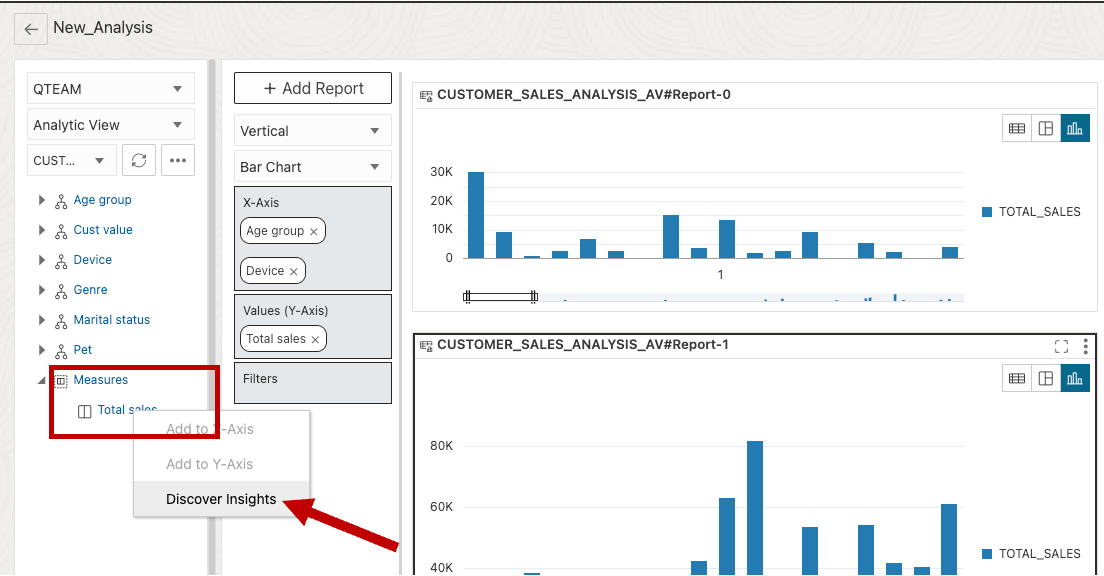 New_Analysis
QTEAM
Analytic View
CUST...
Age group
Cust value
Device
Genre
Marital status
Pet
Measures
Total sales
Add to X-Axis
Add to Y-Axis
Discover Insights
+ Add Report
Vertical
Bar Chart
X-Axis
Age group ×
Device ×
Values (Y-Axis)
Total sales ×
Filters
CUSTOMER_SALES_ANALYSIS_AV#Report-0
30K
20K
10K
0
1
TOTAL_SALES
CUSTOMER_SALES_ANALYSIS_AV#Report-1
80K
60K
40K
TOTAL_SALES